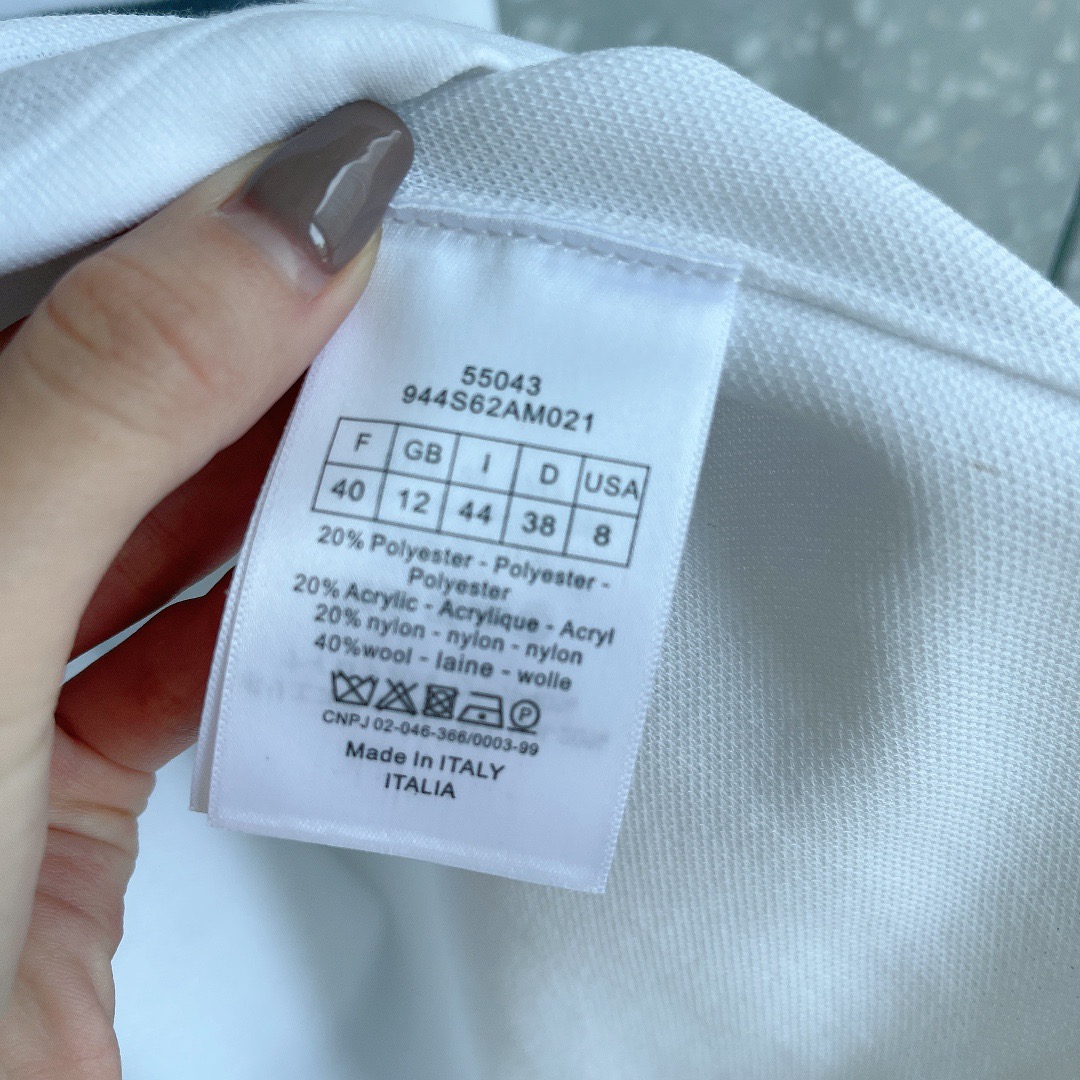 55043
944S62AM021
F GB I D USA
40 12 44 38 8
20% Polyester - Polyester -
Polyester
20% Acrylic - Acrylique - Acryl
20% nylon - nylon - nylon
40%wool - laine - wolle
P
CNPJ 02-046-366/0003-99
Made In ITALY
ITALIA